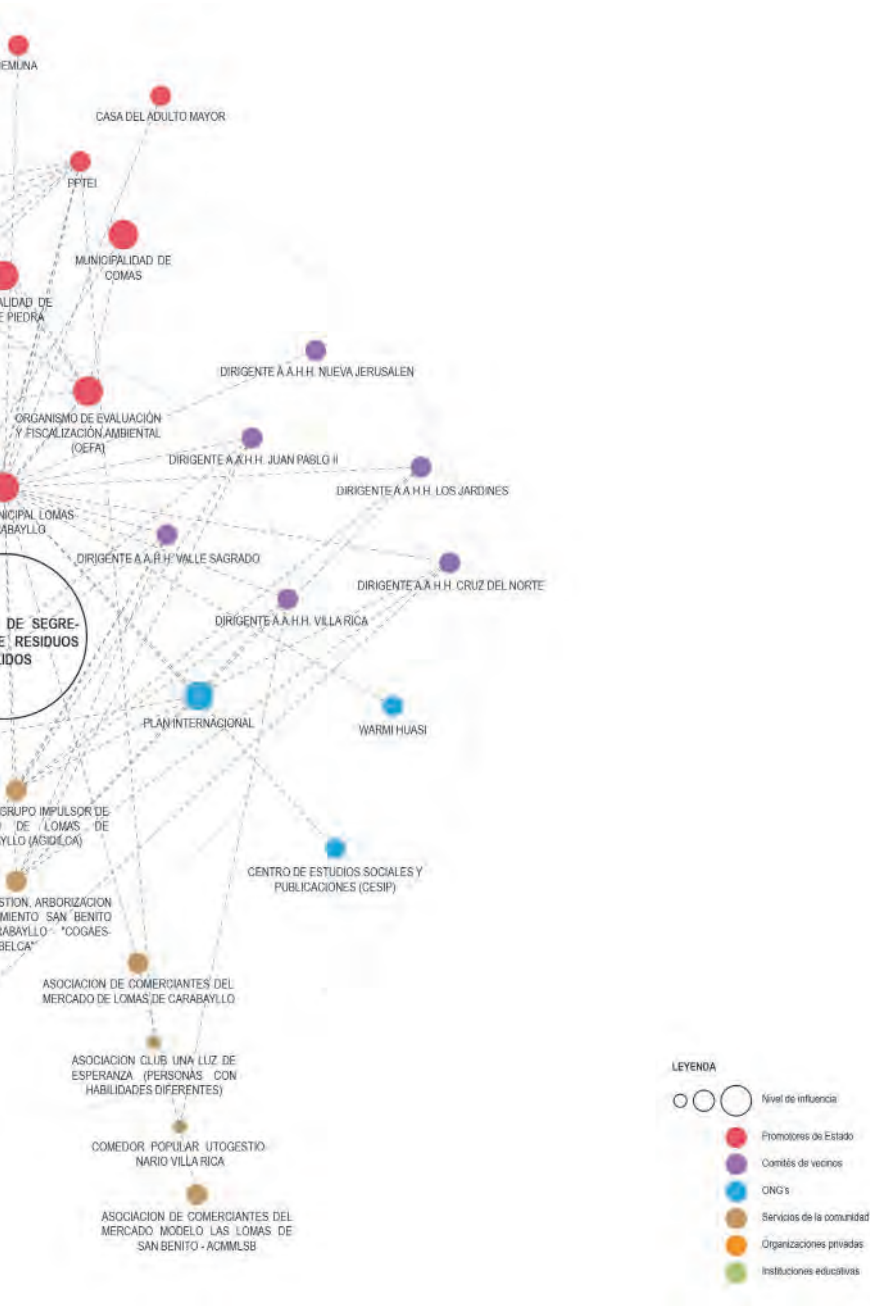 EMUNA
CASA DEL ADULTO MAYOR
PPTEI
MUNICIPALIDAD DE
COMAS
ALIDAD DE
E PIEDRA
DIRIGENTE A.A.H.H. NUEVA JERUSALEN
ORGANISMO DE EVALUACIÓN
Y FISCALIZACIÓN AMBIENTAL
(OEFA)
DIRIGENTE A.A.H.H. JUAN PABLO II
DIRIGENTE A.A.H.H. LOS JARDINES
NICIPAL LOMAS
ABAYLLO
DIRIGENTE A.A.H.H. VALLE SAGRADO
DIRIGENTE A.A.H.H. CRUZ DEL NORTE
DIRIGENTE A.A.H.H. VILLA RICA
DE SEGRE-
E RESIDUOS
IDOS
PLAN INTERNACIONAL
WARMI HUASI
GRUPO IMPULSOR DE
DE LOMAS DE
YLLO (AGIDILCA)
CENTRO DE ESTUDIOS SOCIALES Y
PUBLICACIONES (CESIP)
STION, ARBORIZACION
MIENTO SAN BENITO
ABAYLLO "COGAES-
BELCA"
ASOCIACION DE COMERCIANTES DEL
MERCADO DE LOMAS DE CARABAYLLO
ASOCIACION CLUB UNA LUZ DE
ESPERANZA (PERSONAS CON
HABILIDADES DIFERENTES)
COMEDOR POPULAR UTOGESTIO-
NARIO VILLA RICA
ASOCIACION DE COMERCIANTES DEL
MERCADO MODELO LAS LOMAS DE
SAN BENITO - ACMMLSB
LEYENDA
Nivel de influencia
Promotores de Estado
Comités de vecinos
ONG's
Servicios de la comunidad
Organizaciones privadas
Instituciones educativas